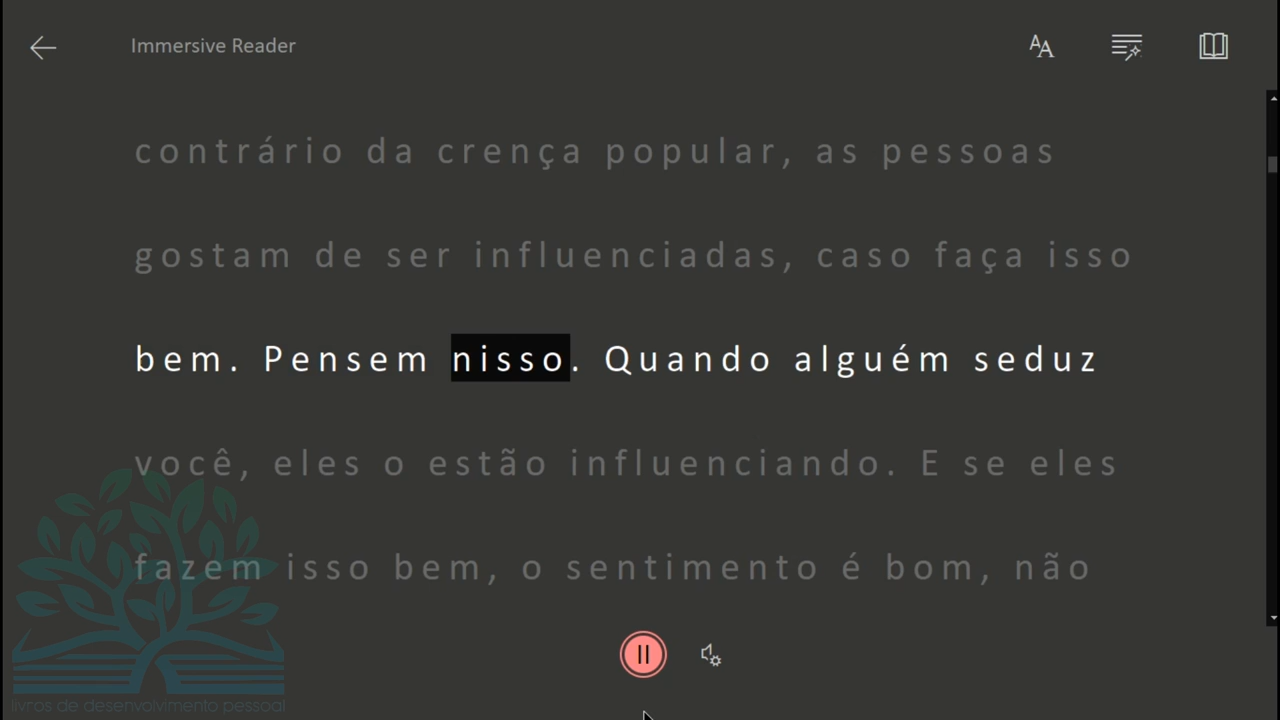 Immersive Reader
contrário da crença popular, as pessoas
gostam de ser influenciadas, caso faça isso
bem. Pensem nisso. Quando alguém seduz
você, eles o estão influenciando. E se eles
fazem isso bem, o sentimento é bom, não
livros de desenvolvimento pessoal